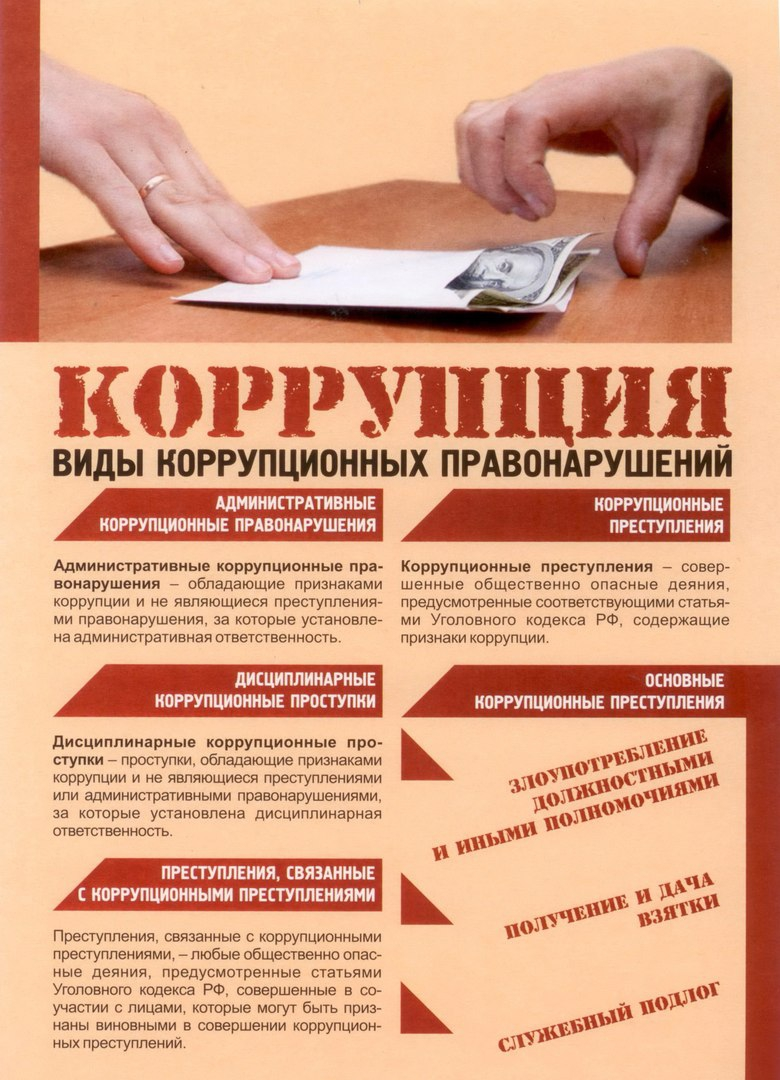 КОРРУПЦИЯ
ВИДЫ КОРРУПЦИОННЫХ ПРАВОНАРУШЕНИЙ
АДМИНИСТРАТИВНЫЕ
КОРРУПЦИОННЫЕ ПРАВОНАРУШЕНИЯ
Административные коррупционные пра-
вонарушения – обладающие признаками
коррупции и не являющиеся преступления-
ми правонарушения, за которые установле-
на административная ответственность.
ДИСЦИПЛИНАРНЫЕ
КОРРУПЦИОННЫЕ ПРОСТУПКИ
Дисциплинарные коррупционные про-
ступки – проступки, обладающие признаками
коррупции и не являющиеся преступлениями
или административными правонарушениями,
за которые установлена дисциплинарная
ответственность.
ПРЕСТУПЛЕНИЯ, СВЯЗАННЫЕ
С КОРРУПЦИОННЫМИ ПРЕСТУПЛЕНИЯМИ
Преступления, связанные с коррупционными
преступлениями, – любые общественно опас-
ные деяния, предусмотренные статьями
Уголовного кодекса РФ, совершенные в со-
участии с лицами, которые могут быть приз-
наны виновными в совершении коррупцион-
ных преступлений.
КОРРУПЦИОННЫЕ
ПРЕСТУПЛЕНИЯ
Коррупционные преступления – совер-
шенные общественно опасные деяния,
предусмотренные соответствующими статья-
ми Уголовного кодекса РФ, содержащие
признаки коррупции.
ОСНОВНЫЕ
КОРРУПЦИОННЫЕ ПРЕСТУПЛЕНИЯ
ЗЛОУПОТРЕБЛЕНИЕ
ДОЛЖНОСТНЫМИ
И ИНЫМИ ПОЛНОМОЧИЯМИ
ПОЛУЧЕНИЕ И ДАЧА
ВЗЯТКИ
СЛУЖЕБНЫЙ ПОДЛОГ